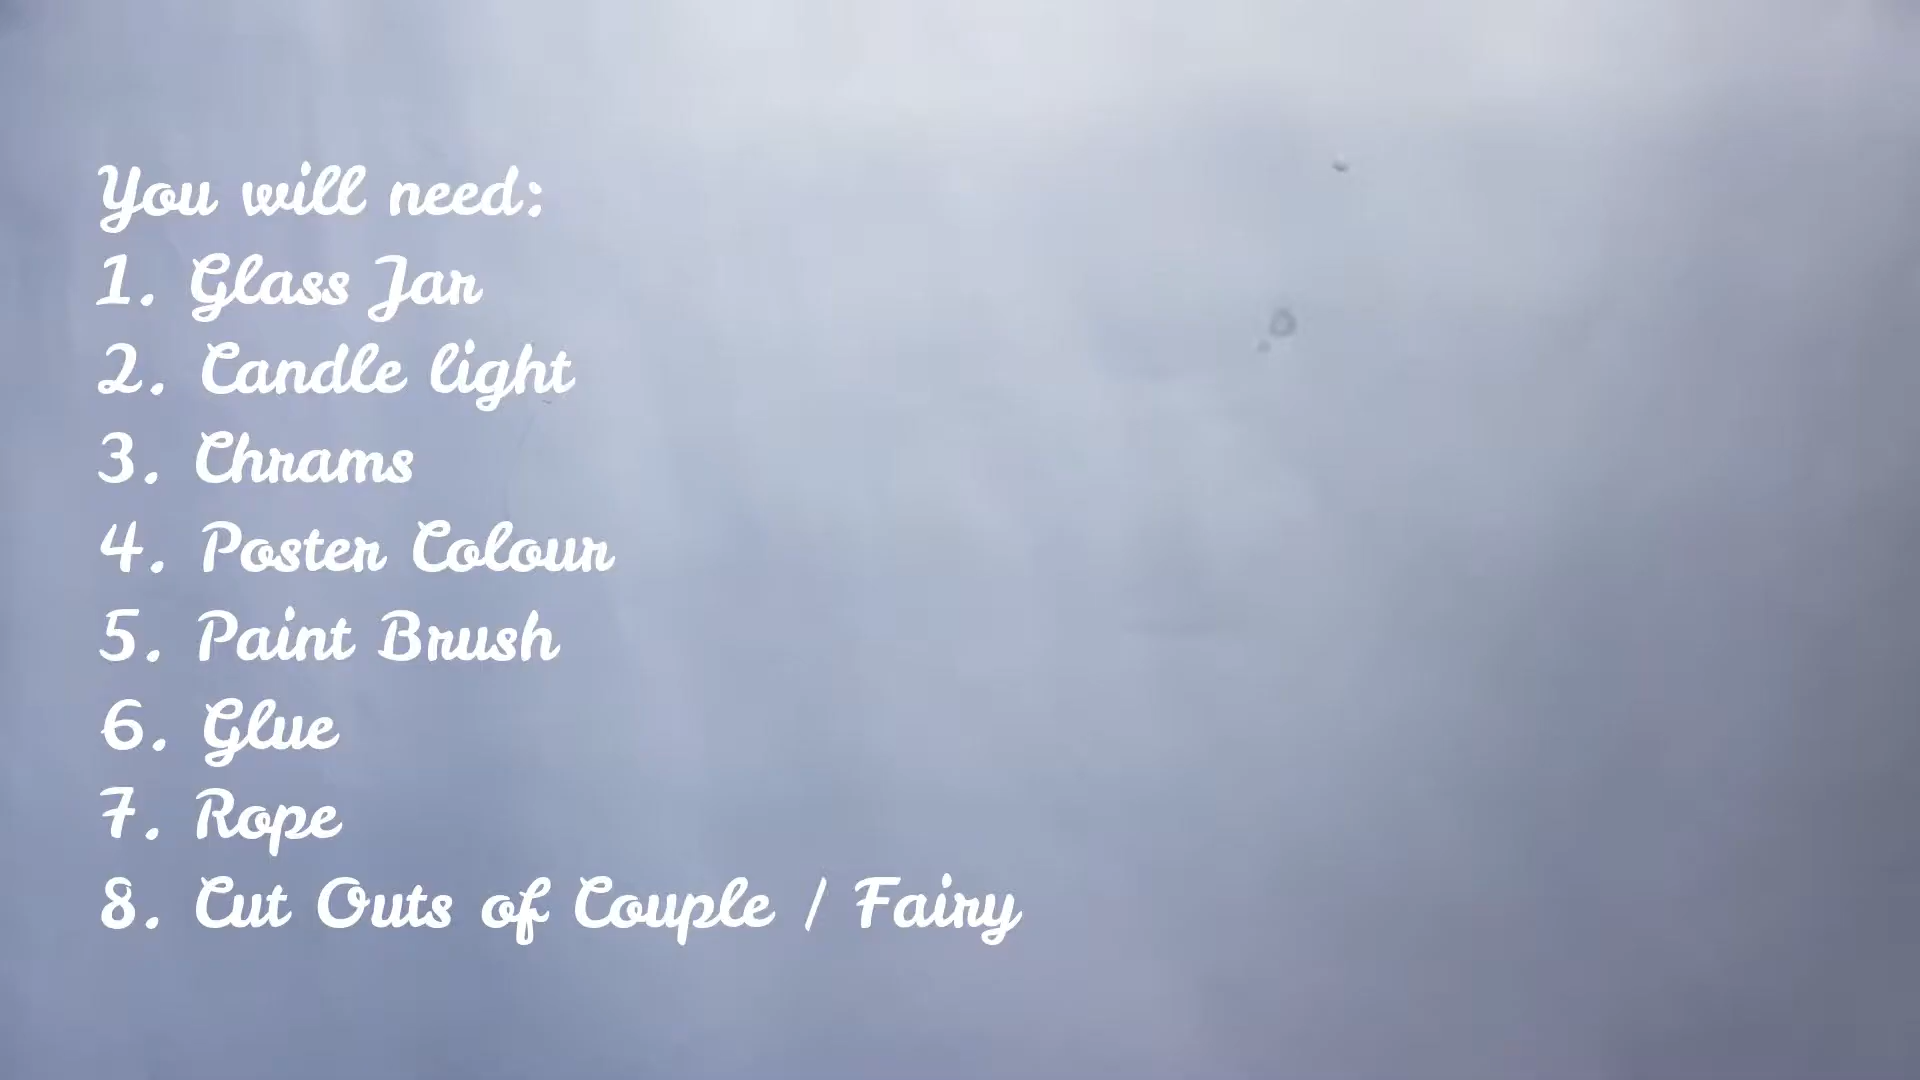 You will need:
1. Glass Jar
2. Candle light
3. Chrams
4. Poster Colour
5. Paint Brush
6. Glue
7. Rope
8. Cut Outs of Couple / Fairy